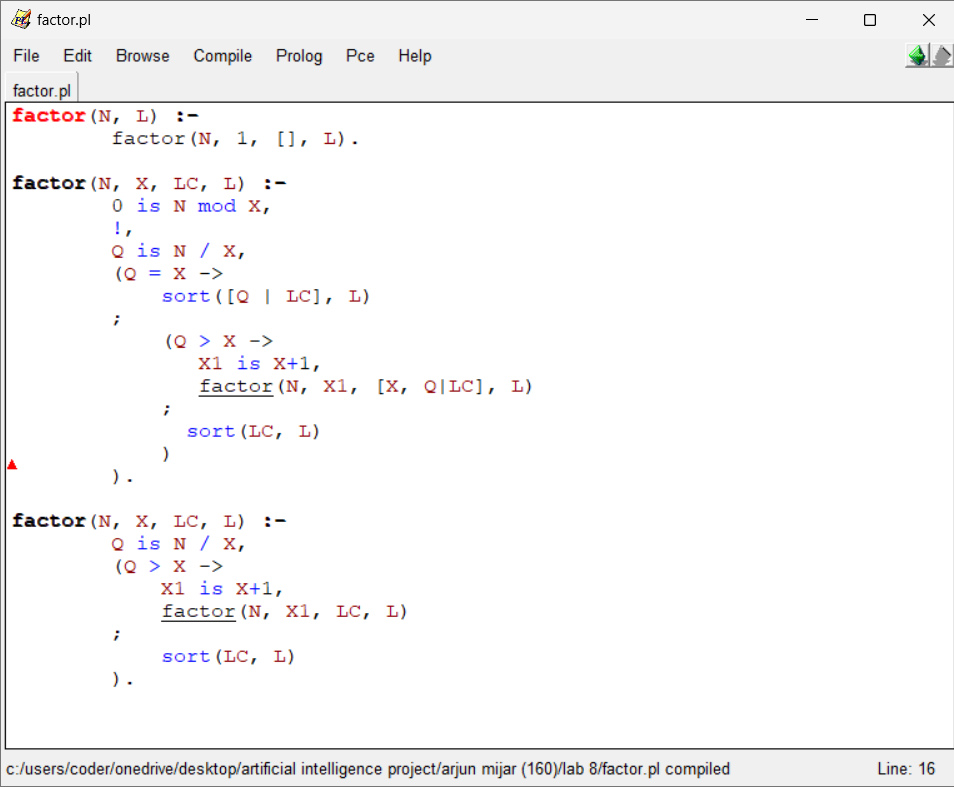 factor.pl
File Edit Browse Compile Prolog Pce Help
factor.pl
factor(N, L) :-
        factor(N, 1, [], L).

factor(N, X, LC, L) :-
        0 is N mod X,
        !,
        Q is N / X,
        (Q = X ->
            sort([Q | LC], L)
        ;
            (Q > X ->
               X1 is X+1,
               factor(N, X1, [X, Q|LC], L)
            ;
              sort(LC, L)
            )
        ).

factor(N, X, LC, L) :-
        Q is N / X,
        (Q > X ->
            X1 is X+1,
            factor(N, X1, LC, L)
        ;
            sort(LC, L)
        ).
c:/users/coder/onedrive/desktop/artificial intelligence project/arjun mijar (160)/lab 8/factor.pl compiled Line: 16